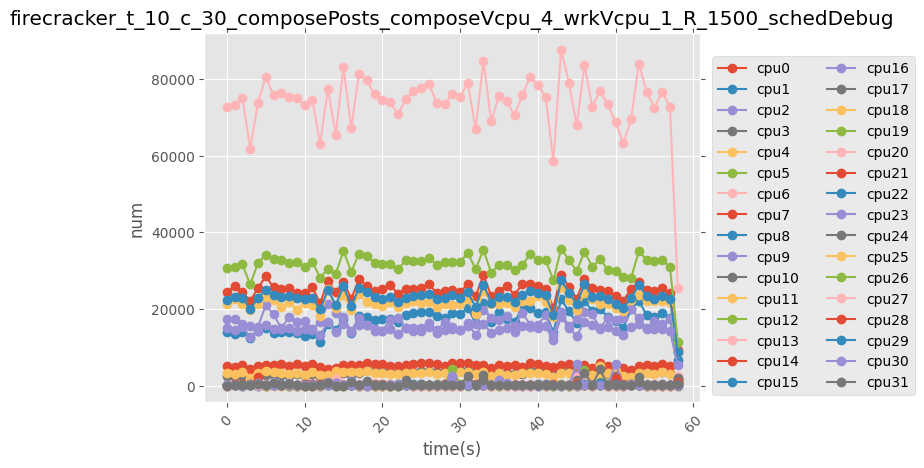 firecracker_t_10_c_30_composePosts_composeVcpu_4_wrkVcpu_1_R_1500_schedDebug
80000
60000
40000
20000
0
num
0
10
20
30
40
50
60
time(s)
cpu0
cpu1
cpu2
cpu3
cpu4
cpu5
cpu6
cpu7
cpu8
cpu9
cpu10
cpu11
cpu12
cpu13
cpu14
cpu15
cpu16
cpu17
cpu18
cpu19
cpu20
cpu21
cpu22
cpu23
cpu24
cpu25
cpu26
cpu27
cpu28
cpu29
cpu30
cpu31